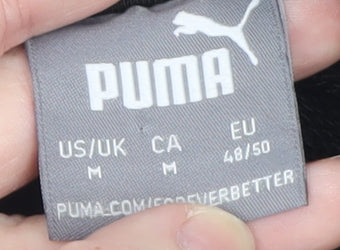 PUMA
US/UK CA EU
M M 48/50
PUMA-COM/FOREVERBETTER